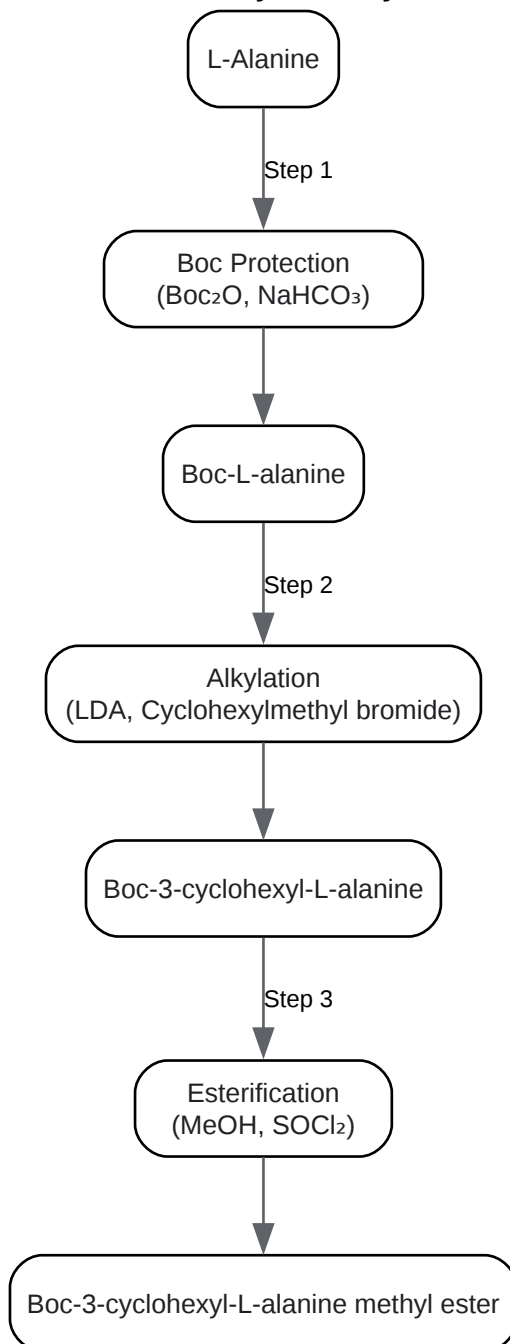 L-Alanine
Step 1
Boc Protection
(Boc₂O, NaHCO₃)
Boc-L-alanine
Step 2
Alkylation
(LDA, Cyclohexylmethyl bromide)
Boc-3-cyclohexyl-L-alanine
Step 3
Esterification
(MeOH, SOCl₂)
Boc-3-cyclohexyl-L-alanine methyl ester